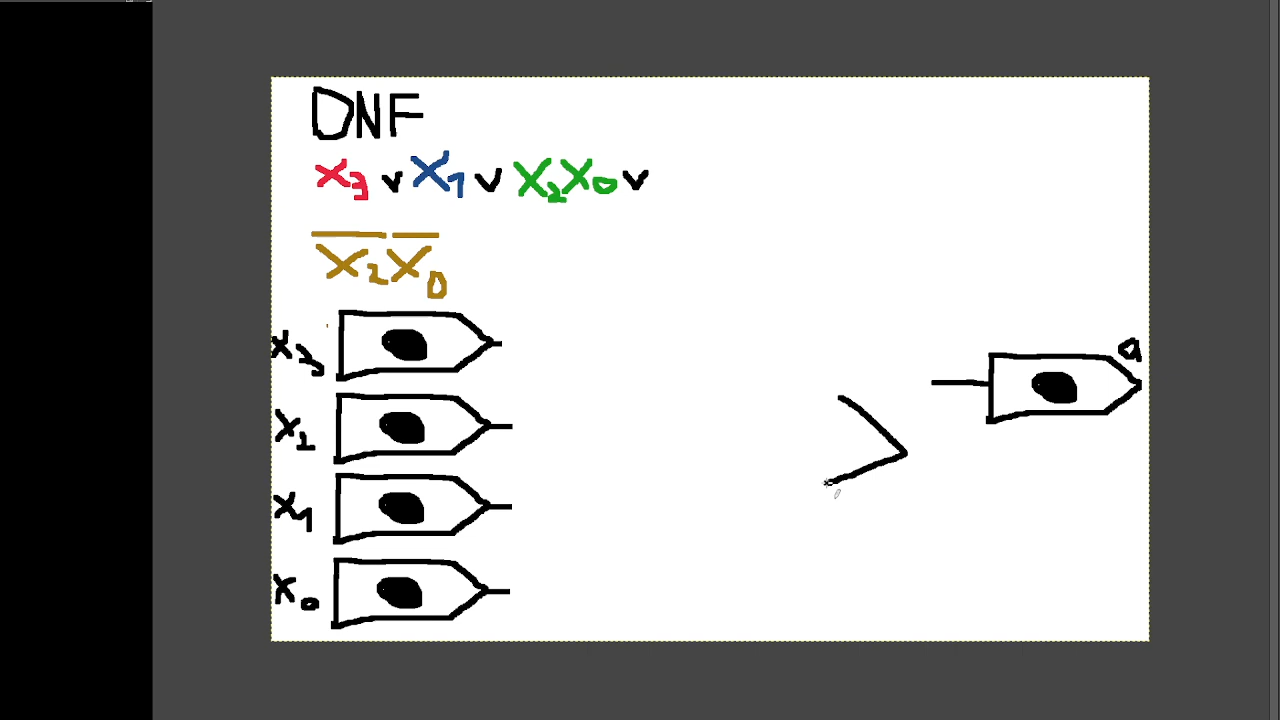 DNF
X₃ v X₁ v X₂X₀ v
X̅₂X̅₀
X₃
a
X₂
X₁
X₀